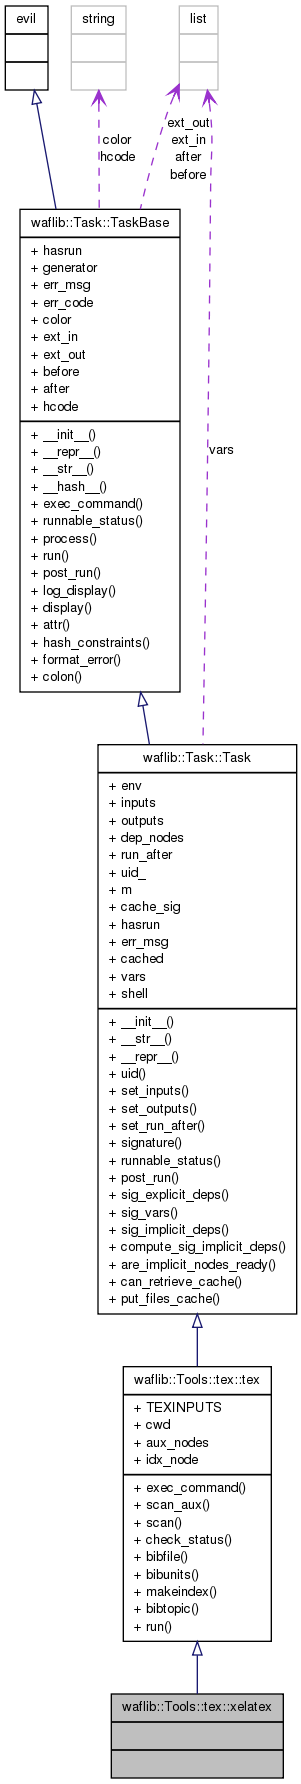 evil
string
list
color
hcode
ext_out
ext_in
after
before
waflib::Task::TaskBase
+ hasrun
+ generator
+ err_msg
+ err_code
+ color
+ ext_in
+ ext_out
+ before
+ after
+ hcode
+ __init__()
+ __repr__()
+ __str__()
+ __hash__()
+ exec_command()
+ runnable_status()
+ process()
+ run()
+ post_run()
+ log_display()
+ display()
+ attr()
+ hash_constraints()
+ format_error()
+ colon()
vars
waflib::Task::Task
+ env
+ inputs
+ outputs
+ dep_nodes
+ run_after
+ uid_
+ m
+ cache_sig
+ hasrun
+ err_msg
+ cached
+ vars
+ shell
+ __init__()
+ __str__()
+ __repr__()
+ uid()
+ set_inputs()
+ set_outputs()
+ set_run_after()
+ signature()
+ runnable_status()
+ post_run()
+ sig_explicit_deps()
+ sig_vars()
+ sig_implicit_deps()
+ compute_sig_implicit_deps()
+ are_implicit_nodes_ready()
+ can_retrieve_cache()
+ put_files_cache()
waflib::Tools::tex::tex
+ TEXINPUTS
+ cwd
+ aux_nodes
+ idx_node
+ exec_command()
+ scan_aux()
+ scan()
+ check_status()
+ bibfile()
+ bibunits()
+ makeindex()
+ bibtopic()
+ run()
waflib::Tools::tex::xelatex